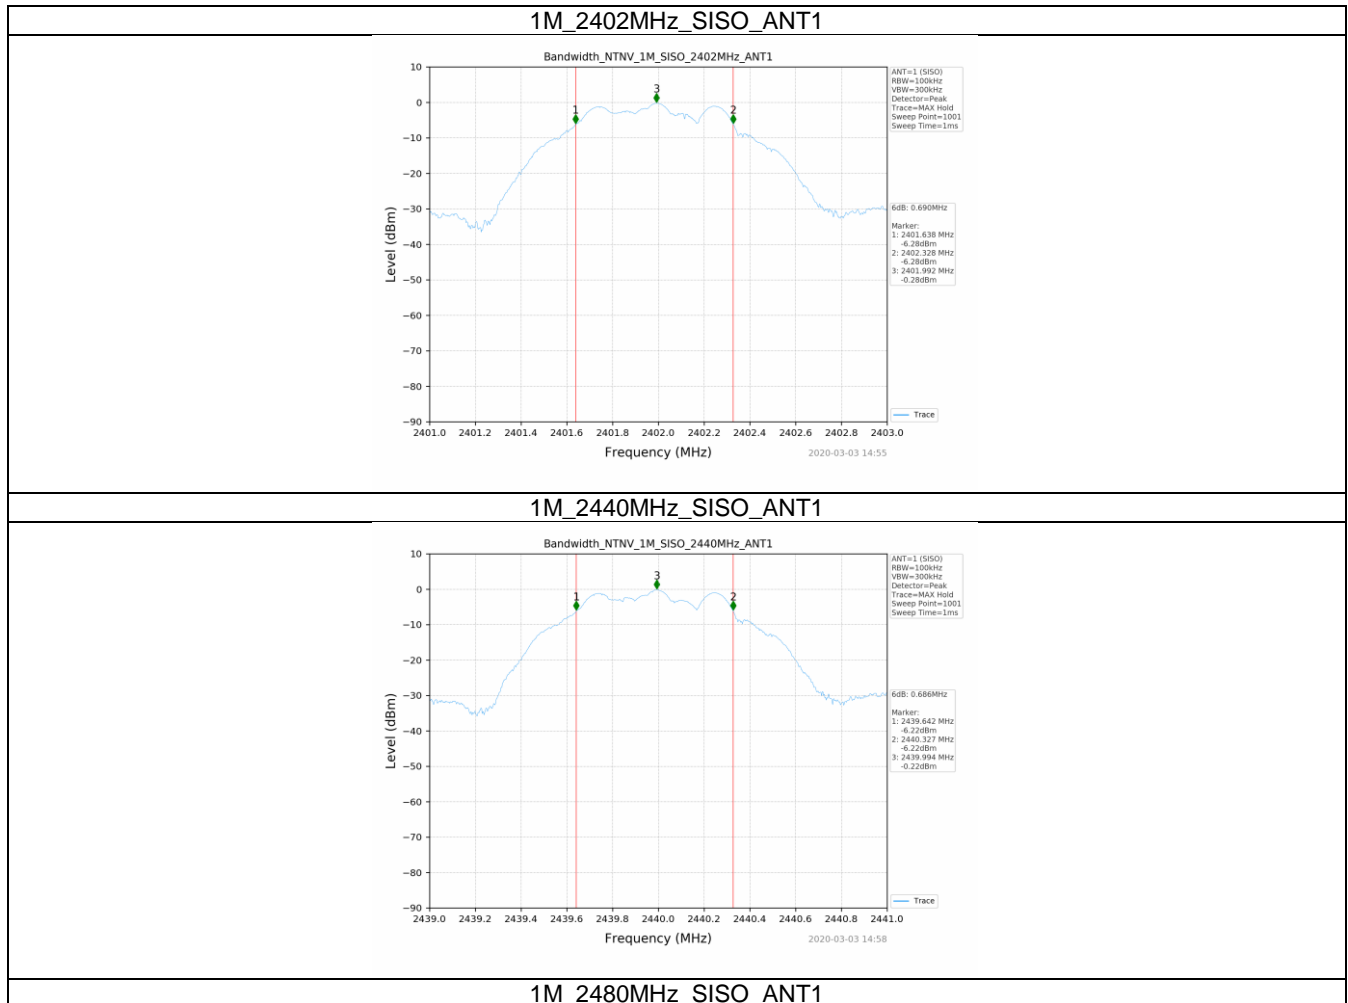 1M_2402MHz_SISO_ANT1
Bandwidth_NTNV_1M_SISO_2402MHz_ANT1
10
0
−10
−20
−30
−40
−50
−60
−70
−80
−90
Level (dBm)
1
3
2
ANT=1 (SISO)
RBW=100kHz
VBW=300kHz
Detector=Peak
Trace=MAX Hold
Sweep Point=1001
Sweep Time=1ms
6dB: 0.690MHz
Marker:
1: 2401.638 MHz
-6.28dBm
2: 2402.328 MHz
-6.28dBm
3: 2401.992 MHz
-0.28dBm
Trace
2401.0 2401.2 2401.4 2401.6 2401.8 2402.0 2402.2 2402.4 2402.6 2402.8 2403.0
Frequency (MHz)
2020-03-03 14:55
1M_2440MHz_SISO_ANT1
Bandwidth_NTNV_1M_SISO_2440MHz_ANT1
10
0
−10
−20
−30
−40
−50
−60
−70
−80
−90
Level (dBm)
1
3
2
ANT=1 (SISO)
RBW=100kHz
VBW=300kHz
Detector=Peak
Trace=MAX Hold
Sweep Point=1001
Sweep Time=1ms
6dB: 0.686MHz
Marker:
1: 2439.642 MHz
-6.22dBm
2: 2440.327 MHz
-6.22dBm
3: 2439.994 MHz
-0.22dBm
Trace
2439.0 2439.2 2439.4 2439.6 2439.8 2440.0 2440.2 2440.4 2440.6 2440.8 2441.0
Frequency (MHz)
2020-03-03 14:58
1M_2480MHz_SISO_ANT1